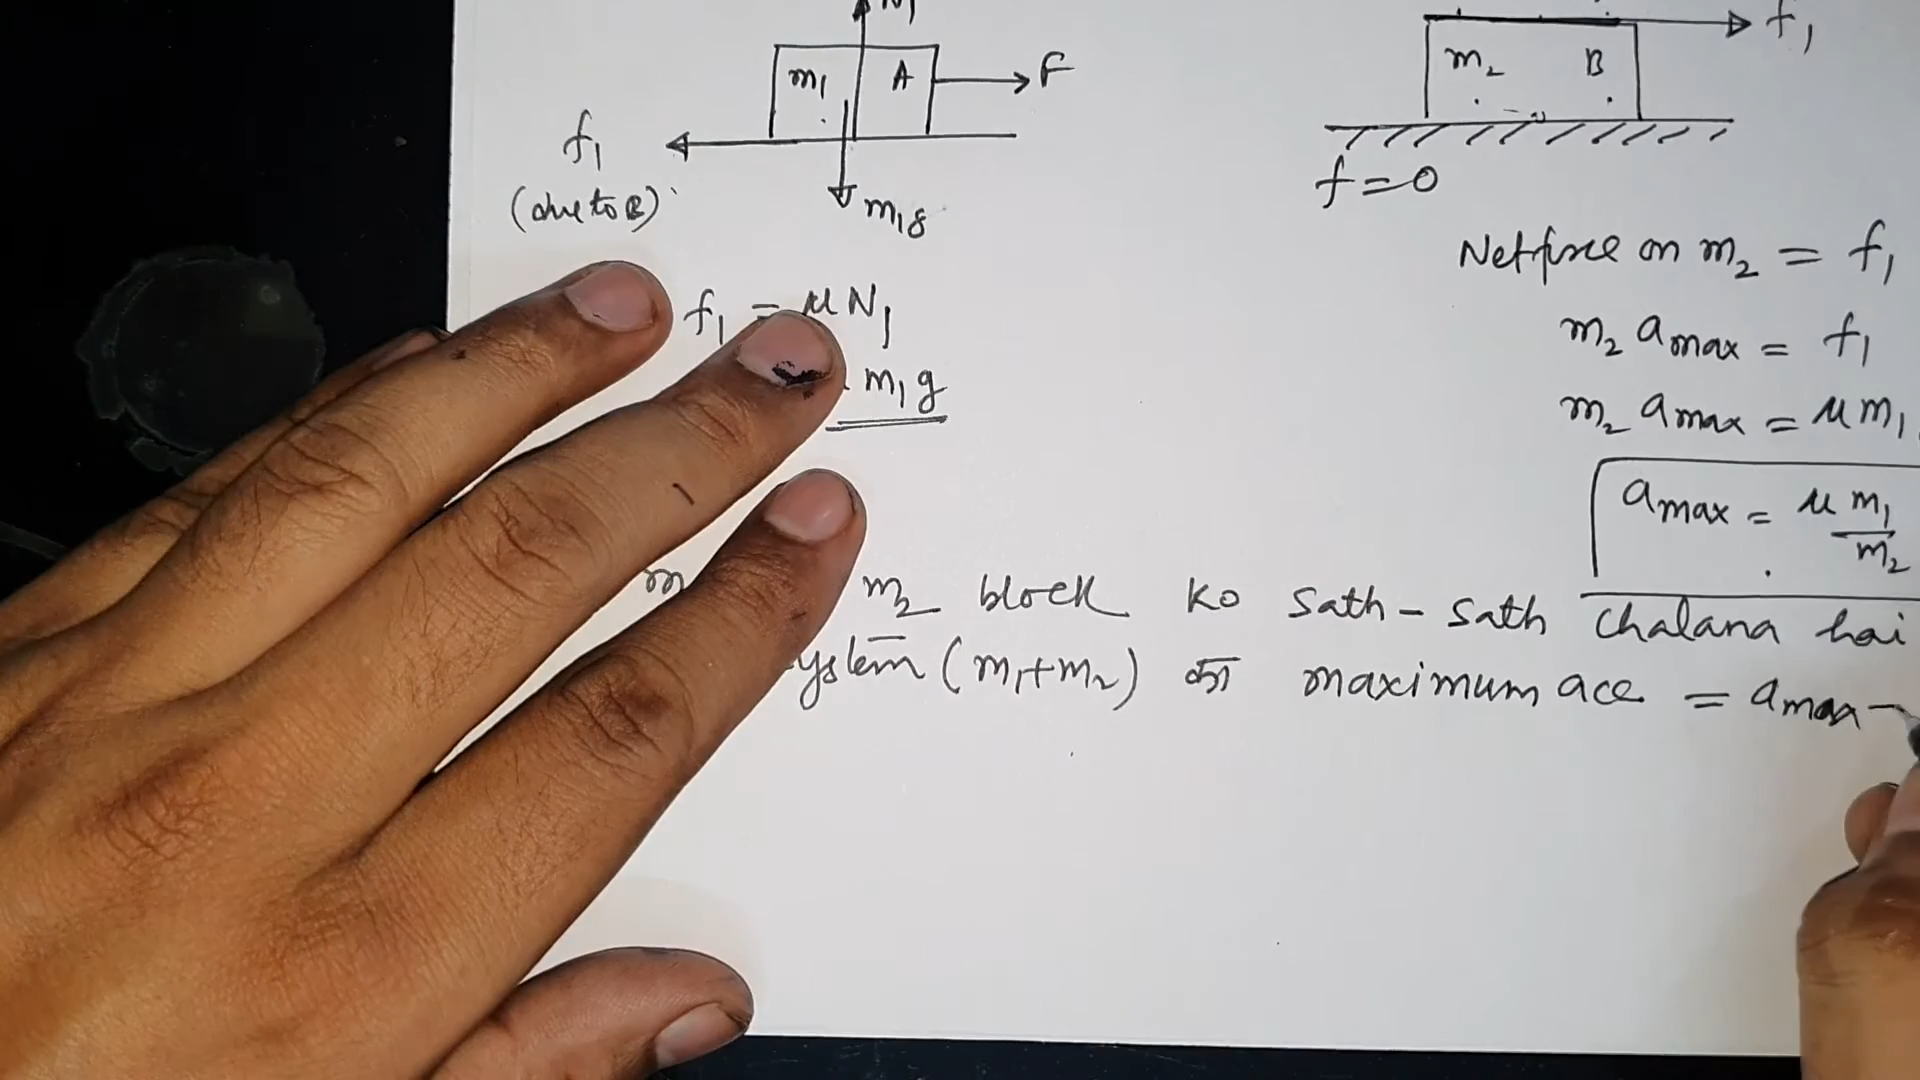 N1
m1 A
F
f1
(due to B)
m1g
f1 = μN1
m1g
f1
m2 B
f=0
Net force on m2 = f1
m2 amax = f1
m2 amax = μm1
amax = μ m1/m2
m m2 block ko sath-sath chalana hai
ystem (m1+m2) का maximum acc = amax